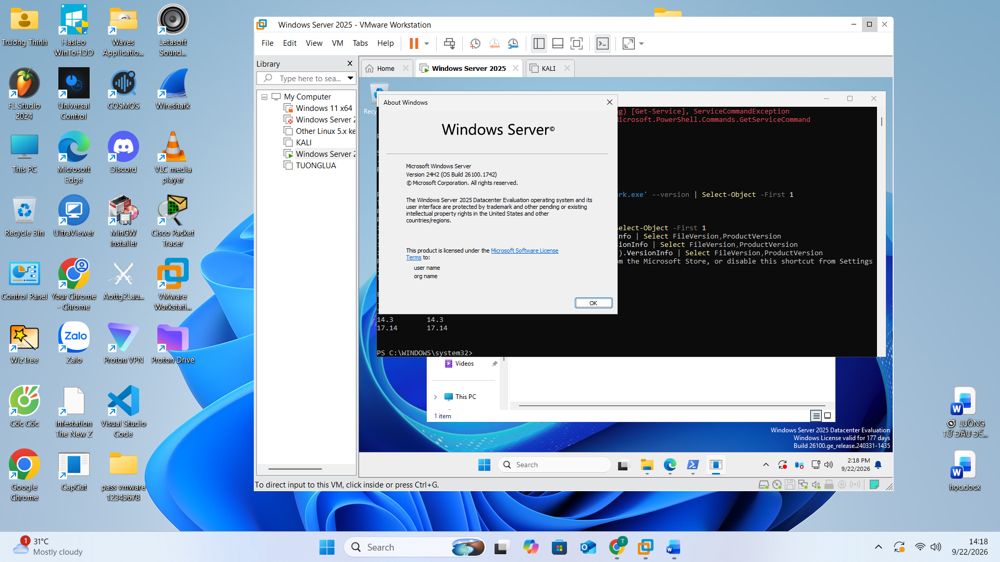 Trương Thinh
Hasleo
WinToHDD
Waves
Applicatio...
Letasoft
Sound...
FL Studio
2024
Universal
Control
COSMOS
Wireshark
This PC
Microsoft
Edge
Discord
VLC media
player
Recycle Bin
UltraViewer
MinGW
Installer
Cisco Packet
Tracer
Control Panel
Your Chrome
- Chrome
Aottg2Lau...
VMware
Workstati...
WizTree
Zalo
Zalo
Proton VPN
Proton Drive
Cốc Cốc
Infestation
The New Z
Visual Studio
Code
Google
Chrome
CapCut
pass vmware
12345678
LUỒNG
TỪ ĐẦU ĐẾ...
học.docx
Windows Server 2025 - VMware Workstation
File Edit View VM Tabs Help
Library
Type here to sea...
My Computer
Windows 11 x64
Windows Server 2
Other Linux 5.x ke
KALI
Windows Server 2
TUONGLUA
Home
Windows Server 2025
KALI
Recy
About Windows
Windows Server©
Microsoft Windows Server
Version 24H2 (OS Build 26100.1742)
© Microsoft Corporation. All rights reserved.
The Windows Server 2025 Datacenter Evaluation operating system and its
user interface are protected by trademark and other pending or existing
intellectual property rights in the United States and other
countries/regions.
This product is licensed under the Microsoft Software License
Terms to:
user name
org name
OK
g) [Get-Service], ServiceCommandException
icrosoft.PowerShell.Commands.GetServiceCommand
rk.exe' --version | Select-Object -First 1
elect-Object -First 1
nfo | Select FileVersion,ProductVersion
sionInfo | Select FileVersion,ProductVersion
).VersionInfo | Select FileVersion,ProductVersion
om the Microsoft Store, or disable this shortcut from Settings
14.3 14.3
17.14 17.14
PS C:\WINDOWS\system32>
Videos
This PC
1 item
Windows Server 2025 Datacenter Evaluation
Windows License valid for 177 days
Build 26100.ge_release.240331-1435
Search
2:18 PM
9/22/2026
To direct input to this VM, click inside or press Ctrl+G.
1
31°C
Mostly cloudy
Search
T
14:18
9/22/2026